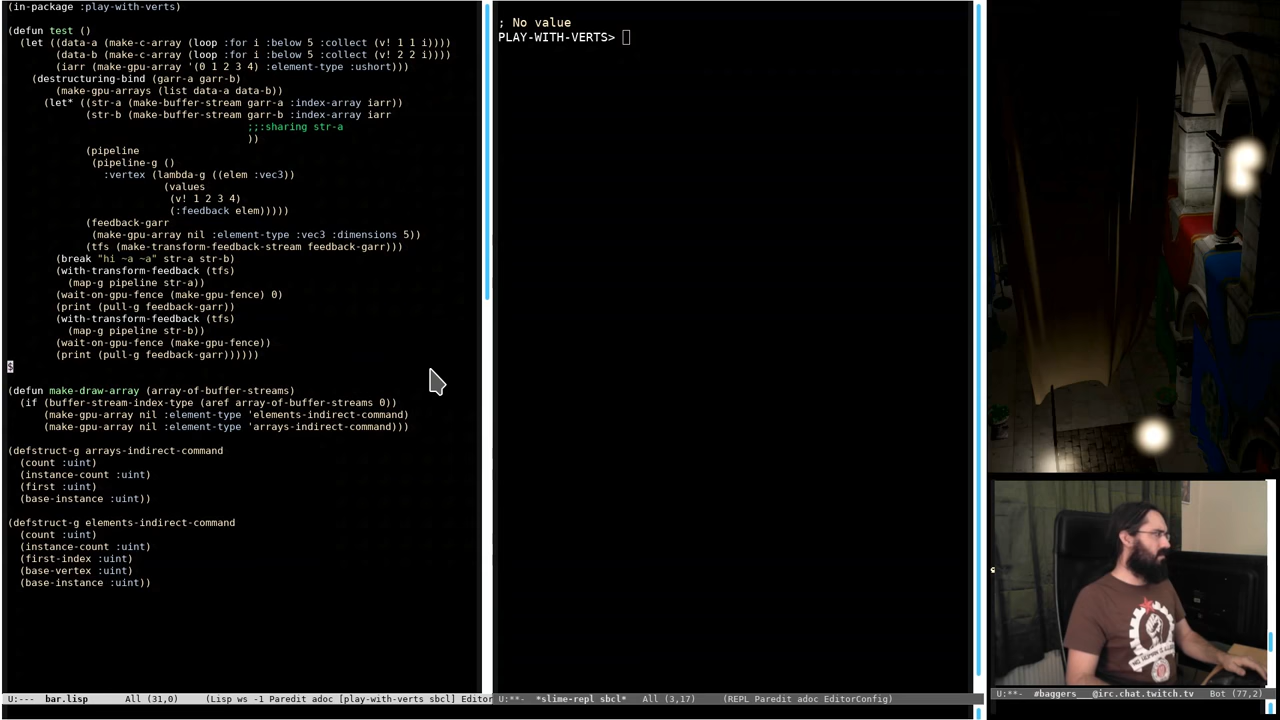 (in-package :play-with-verts)
(defun test ()
  (let ((data-a (make-c-array (loop :for i :below 5 :collect (v! 1 1 i))))
        (data-b (make-c-array (loop :for i :below 5 :collect (v! 2 2 i))))
        (iarr (make-gpu-array '(0 1 2 3 4) :element-type :ushort)))
    (destructuring-bind (garr-a garr-b)
        (make-gpu-arrays (list data-a data-b))
      (let* ((str-a (make-buffer-stream garr-a :index-array iarr))
             (str-b (make-buffer-stream garr-b :index-array iarr
                                        ;;:sharing str-a
                                        ))
             (pipeline
              (pipeline-g ()
                :vertex (lambda-g ((elem :vec3))
                          (values
                           (v! 1 2 3 4)
                           (:feedback elem)))))
             (feedback-garr
              (make-gpu-array nil :element-type :vec3 :dimensions 5))
             (tfs (make-transform-feedback-stream feedback-garr)))
        (break "hi ~a ~a" str-a str-b)
        (with-transform-feedback (tfs)
          (map-g pipeline str-a))
        (wait-on-gpu-fence (make-gpu-fence) 0)
        (print (pull-g feedback-garr))
        (with-transform-feedback (tfs)
          (map-g pipeline str-b))
        (wait-on-gpu-fence (make-gpu-fence))
        (print (pull-g feedback-garr))))))
$
(defun make-draw-array (array-of-buffer-streams)
  (if (buffer-stream-index-type (aref array-of-buffer-streams 0))
      (make-gpu-array nil :element-type 'elements-indirect-command)
      (make-gpu-array nil :element-type 'arrays-indirect-command)))
(defstruct-g arrays-indirect-command
  (count :uint)
  (instance-count :uint)
  (first :uint)
  (base-instance :uint))
(defstruct-g elements-indirect-command
  (count :uint)
  (instance-count :uint)
  (first-index :uint)
  (base-vertex :uint)
  (base-instance :uint))
U:---  bar.lisp      All (31,0)     (Lisp ws -1 Paredit adoc [play-with-verts sbcl] Editor
; No value
PLAY-WITH-VERTS>
U:**-  *slime-repl sbcl*   All (3,17)     (REPL Paredit adoc EditorConfig)
U:**-  #baggers___@irc.chat.twitch.tv   Bot (77,2)